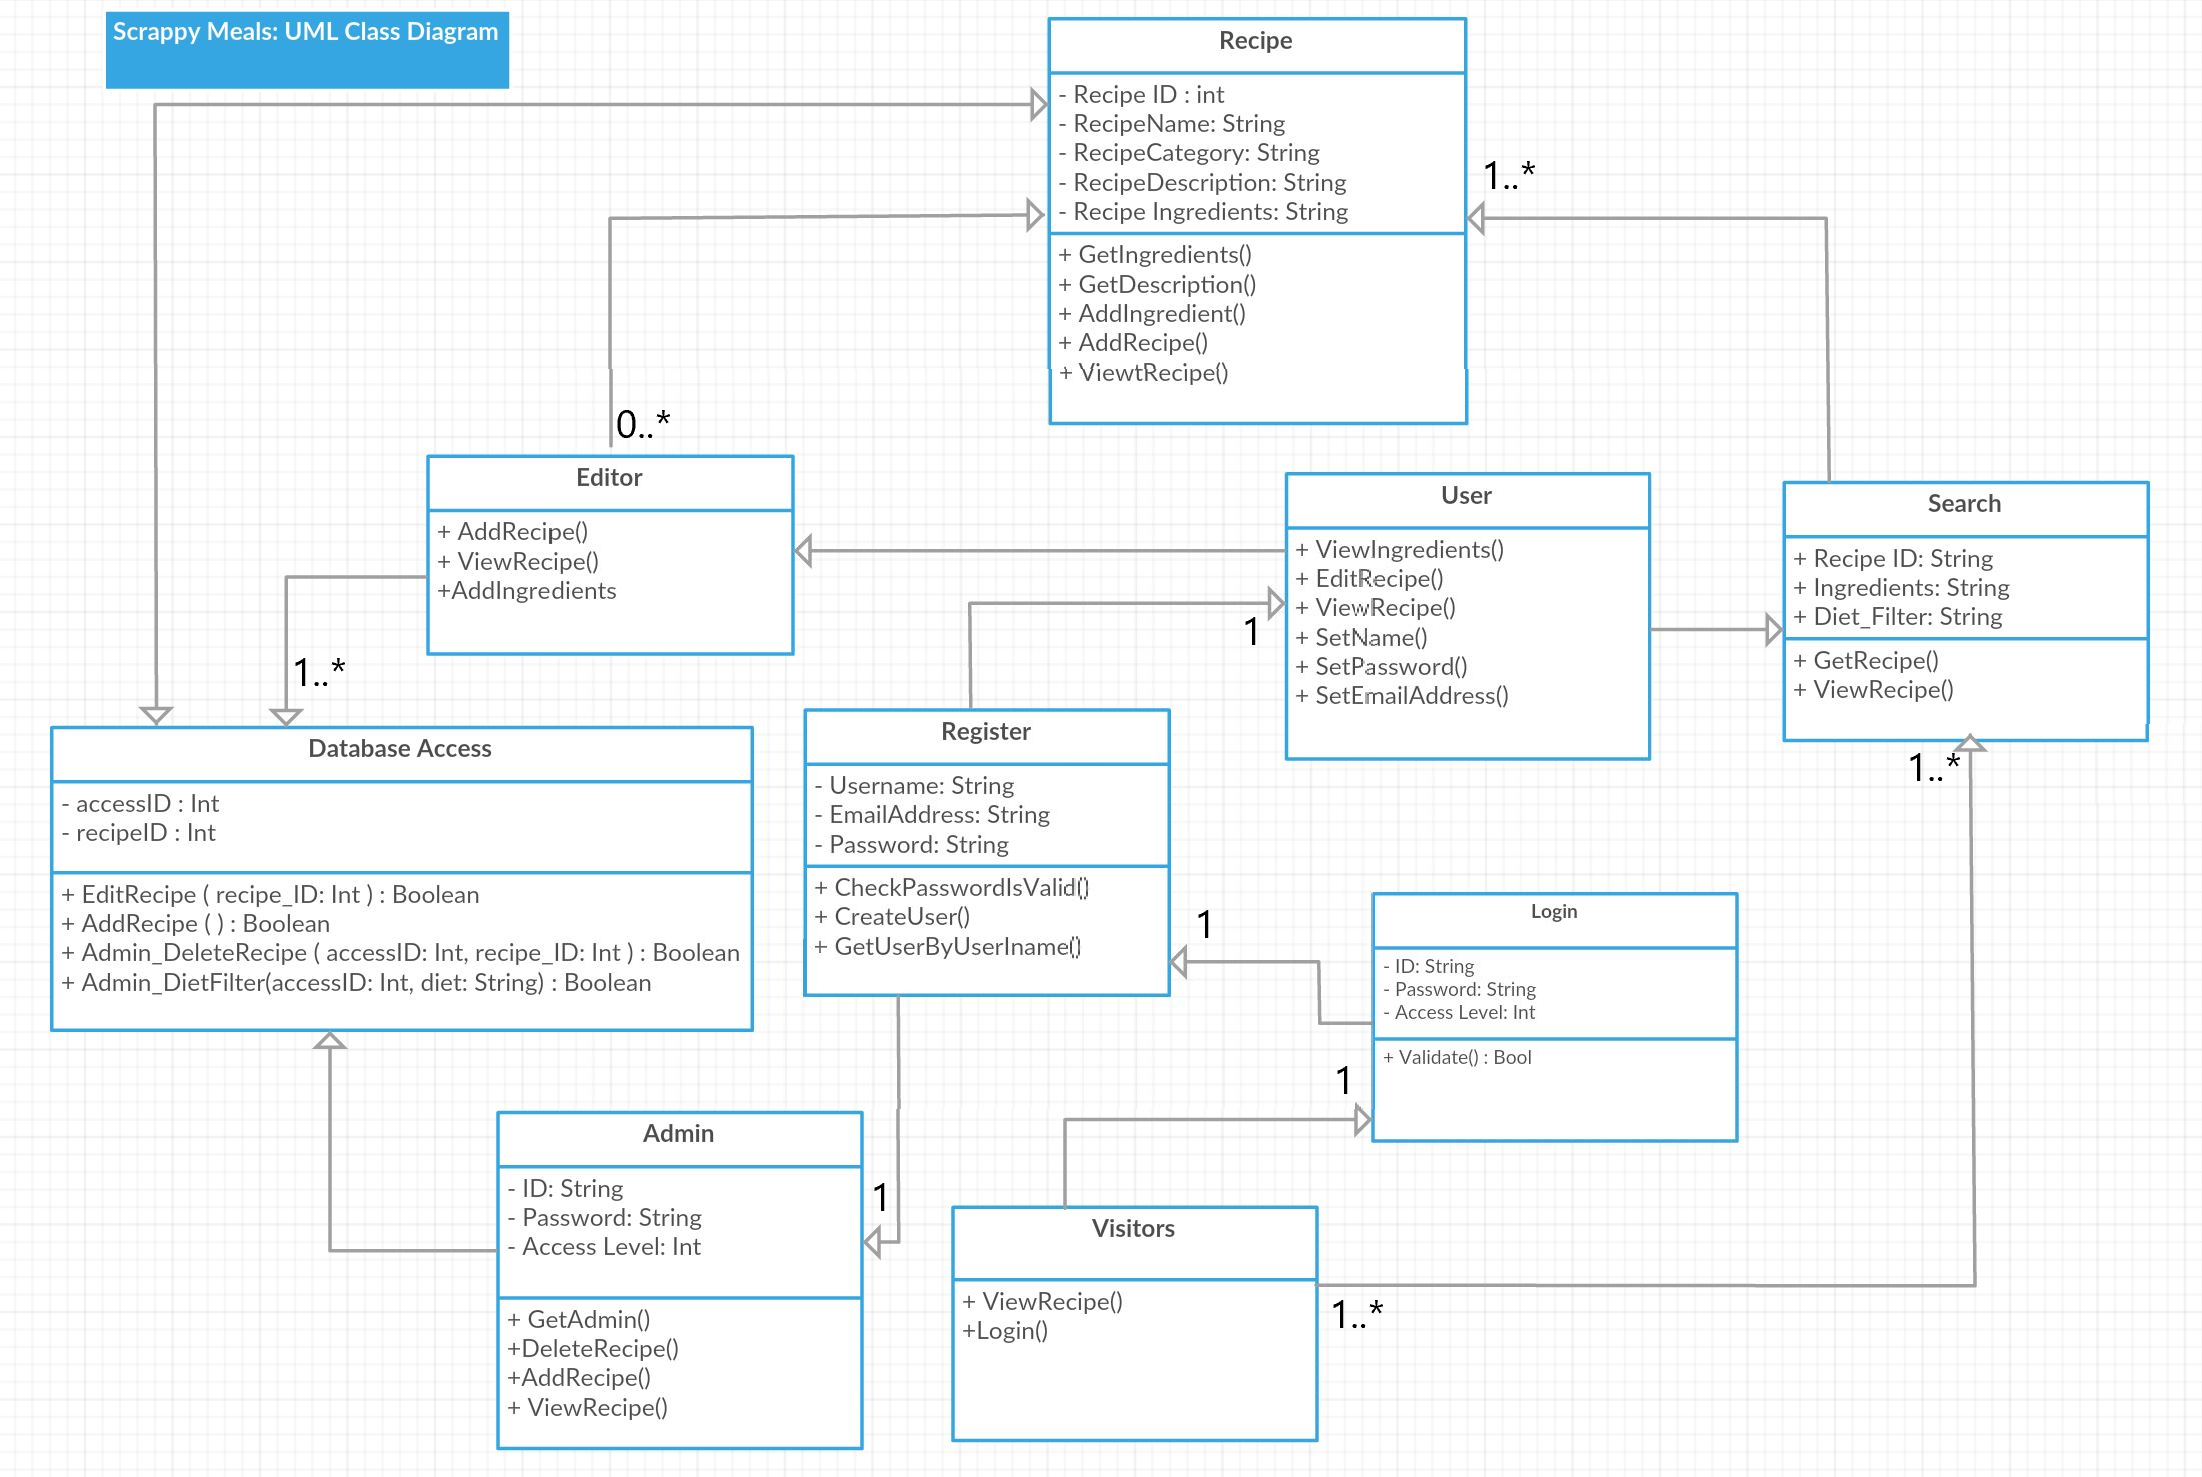 Scrappy Meals: UML Class Diagram
Recipe
- Recipe ID : int
- RecipeName: String
- RecipeCategory: String
- RecipeDescription: String
- Recipe Ingredients: String
+ GetIngredients()
+ GetDescription()
+ AddIngredient()
+ AddRecipe()
+ ViewtRecipe()
1..*
0..*
Editor
+ AddRecipe()
+ ViewRecipe()
+AddIngredients
User
+ ViewIngredients()
+ EditRecipe()
+ ViewRecipe()
+ SetName()
+ SetPassword()
+ SetEmailAddress()
Search
+ Recipe ID: String
+ Ingredients: String
+ Diet_Filter: String
+ GetRecipe()
+ ViewRecipe()
1..*
1
1..*
Database Access
- accessID : Int
- recipeID : Int
+ EditRecipe ( recipe_ID: Int ) : Boolean
+ AddRecipe ( ) : Boolean
+ Admin_DeleteRecipe ( accessID: Int, recipe_ID: Int ) : Boolean
+ Admin_DietFilter(accessID: Int, diet: String) : Boolean
Register
- Username: String
- EmailAddress: String
- Password: String
+ CheckPasswordIsValid()
+ CreateUser()
+ GetUserByUserIname()
1
Login
- ID: String
- Password: String
- Access Level: Int
+ Validate() : Bool
1
Admin
- ID: String
- Password: String
- Access Level: Int
+ GetAdmin()
+DeleteRecipe()
+AddRecipe()
+ ViewRecipe()
1
Visitors
+ ViewRecipe()
+Login()
1..*